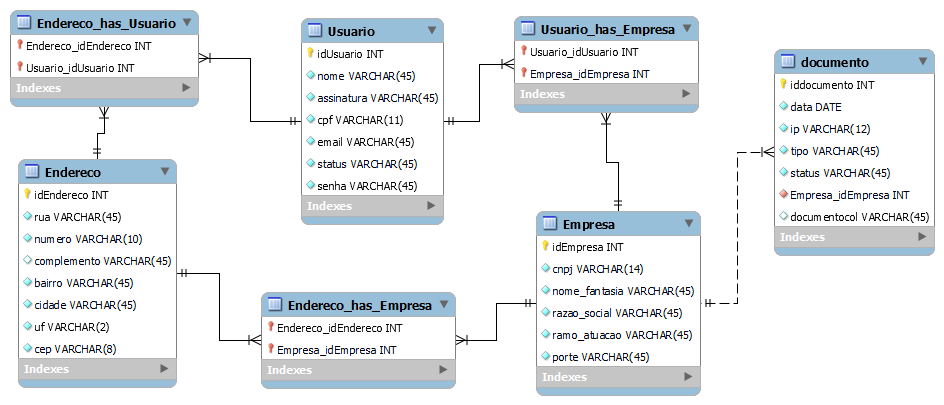 Endereco_has_Usuario
Endereco_idEndereco INT
Usuario_idUsuario INT
Indexes
Usuario
idUsuario INT
nome VARCHAR(45)
assinatura VARCHAR(45)
cpf VARCHAR(11)
email VARCHAR(45)
status VARCHAR(45)
senha VARCHAR(45)
Indexes
Usuario_has_Empresa
Usuario_idUsuario INT
Empresa_idEmpresa INT
Indexes
documento
iddocumento INT
data DATE
ip VARCHAR(12)
tipo VARCHAR(45)
status VARCHAR(45)
Empresa_idEmpresa INT
documentocol VARCHAR(45)
Indexes
Endereco
idEndereco INT
rua VARCHAR(45)
numero VARCHAR(10)
complemento VARCHAR(45)
bairro VARCHAR(45)
cidade VARCHAR(45)
uf VARCHAR(2)
cep VARCHAR(8)
Indexes
Endereco_has_Empresa
Endereco_idEndereco INT
Empresa_idEmpresa INT
Indexes
Empresa
idEmpresa INT
cnpj VARCHAR(14)
nome_fantasia VARCHAR(45)
razao_social VARCHAR(45)
ramo_atuacao VARCHAR(45)
porte VARCHAR(45)
Indexes